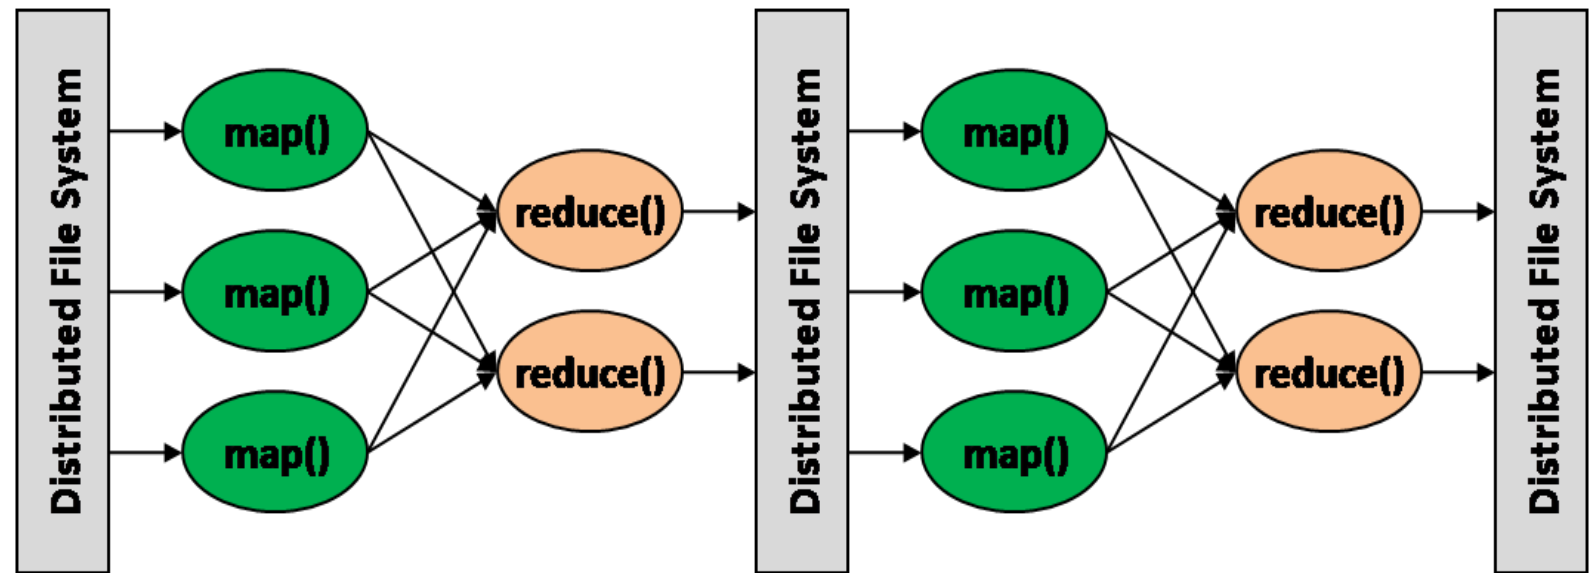 Distributed File System
map()
map()
map()
reduce()
reduce()
Distributed File System
map()
map()
map()
reduce()
reduce()
Distributed File System